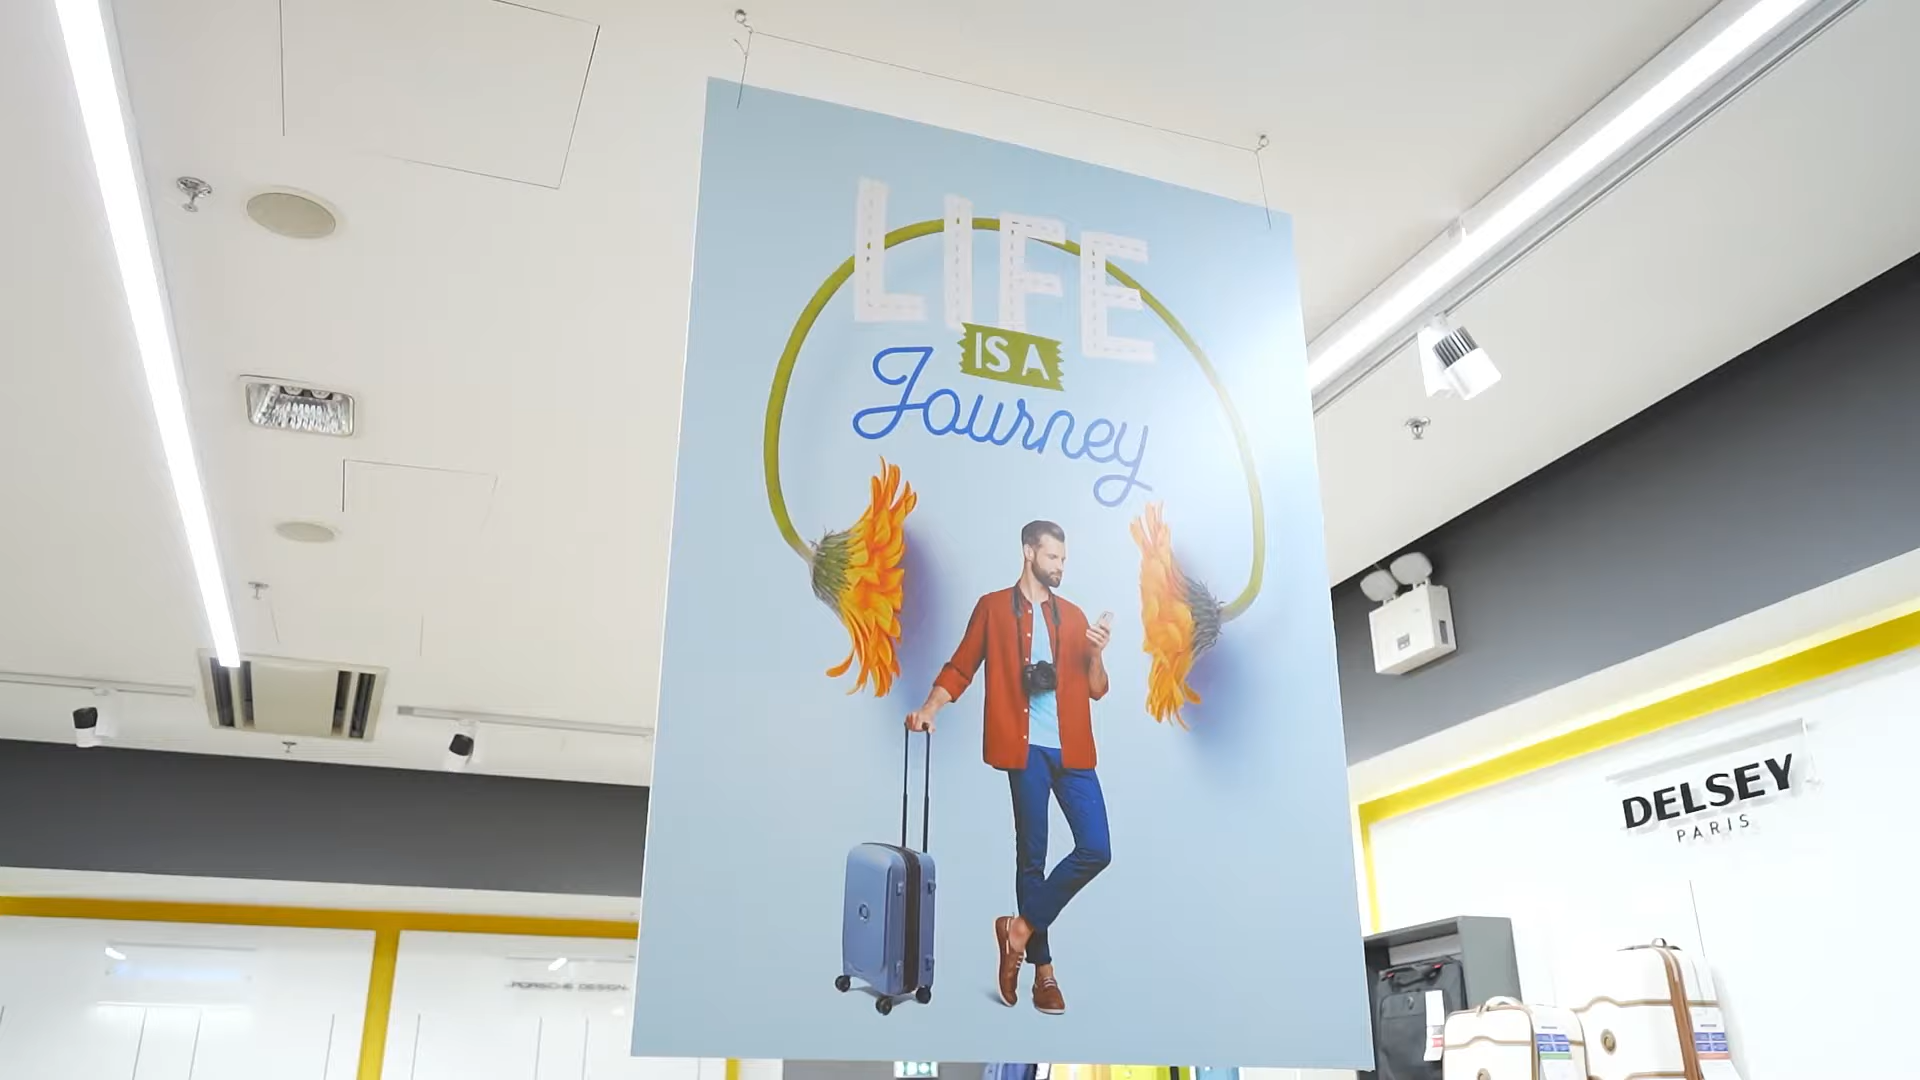 LIFE
IS A
Journey
DELSEY
PARIS
PORSCHE DESIGN